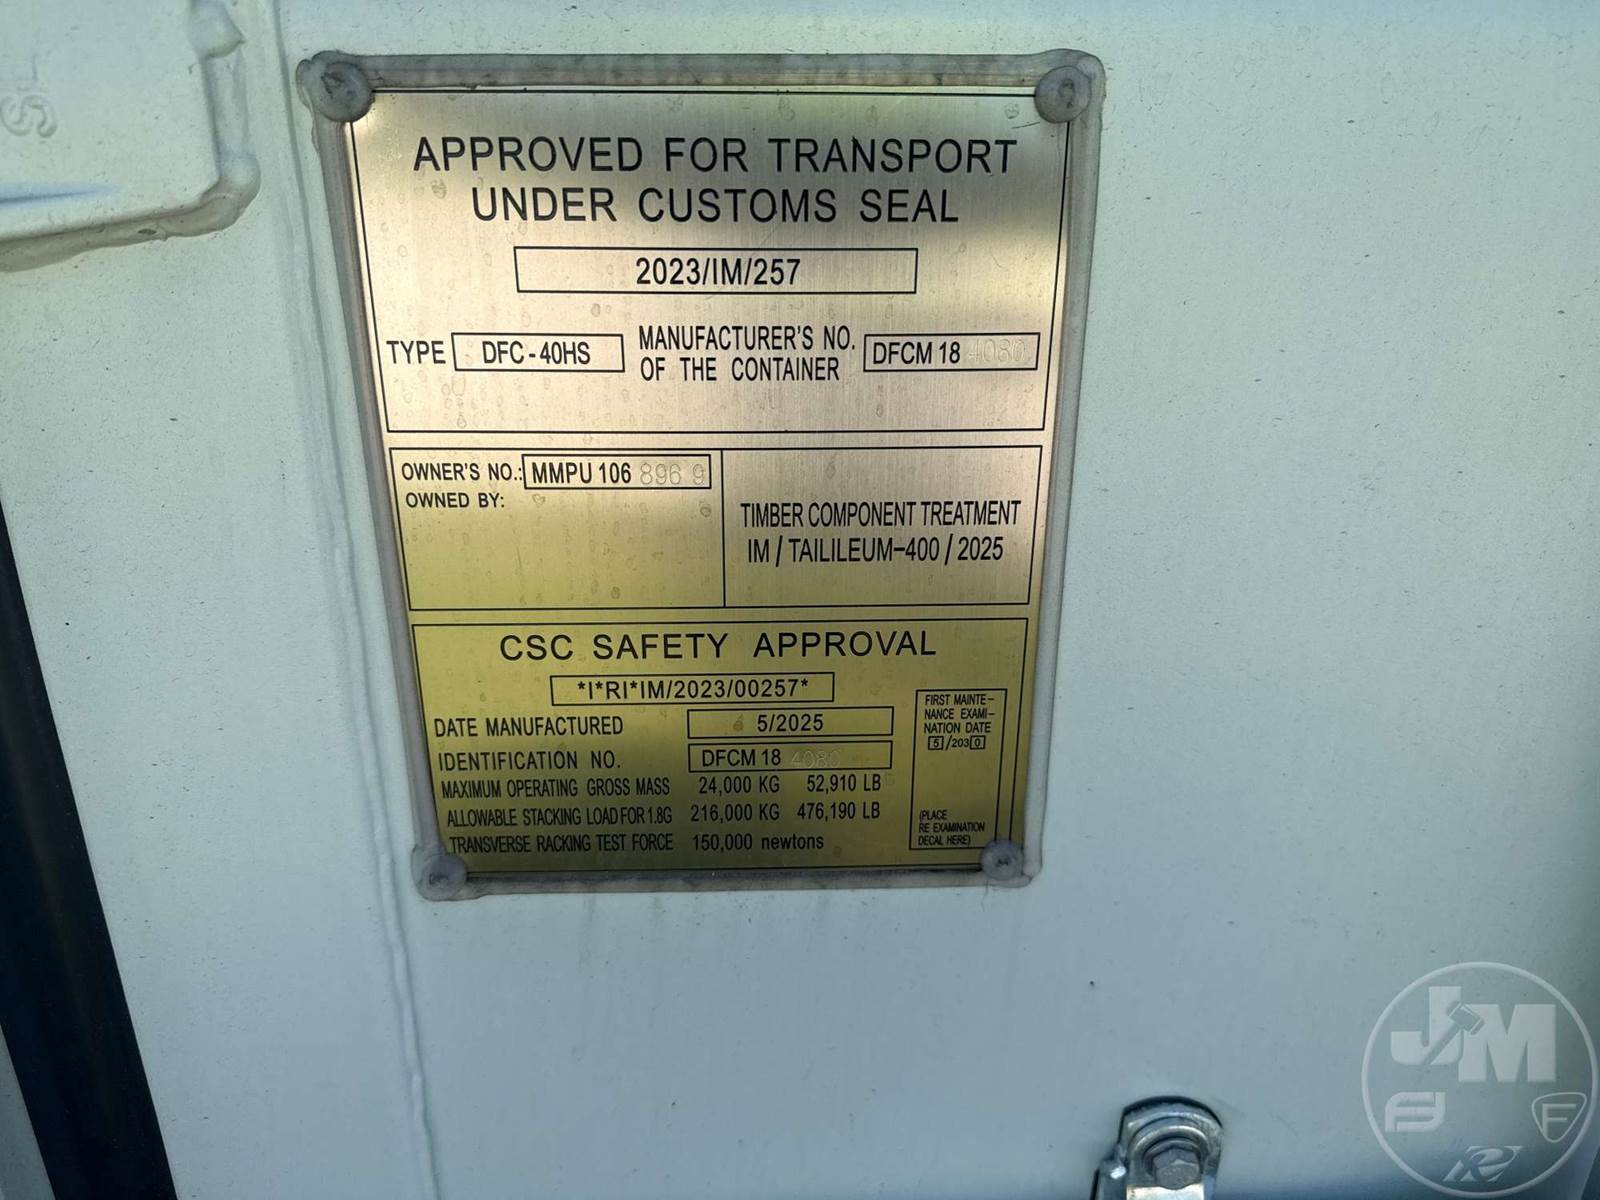 APPROVED FOR TRANSPORT
UNDER CUSTOMS SEAL
2023/IM/257
TYPE DFC-40HS MANUFACTURER'S NO. OF THE CONTAINER DFCM 18 4080
OWNER'S NO.: MMPU 106 896 9
OWNED BY:
TIMBER COMPONENT TREATMENT
IM / TAILILEUM-400 / 2025
CSC SAFETY APPROVAL
*I*RI*IM/2023/00257*
DATE MANUFACTURED 5/2025
IDENTIFICATION NO. DFCM 18 4080
MAXIMUM OPERATING GROSS MASS 24,000 KG 52,910 LB
ALLOWABLE STACKING LOAD FOR 1.8G 216,000 KG 476,190 LB
TRANSVERSE RACKING TEST FORCE 150,000 newtons
FIRST MAINTE-
NANCE EXAMI-
NATION DATE
5/2030
(PLACE
RE EXAMINATION
DECAL HERE)
JM
F